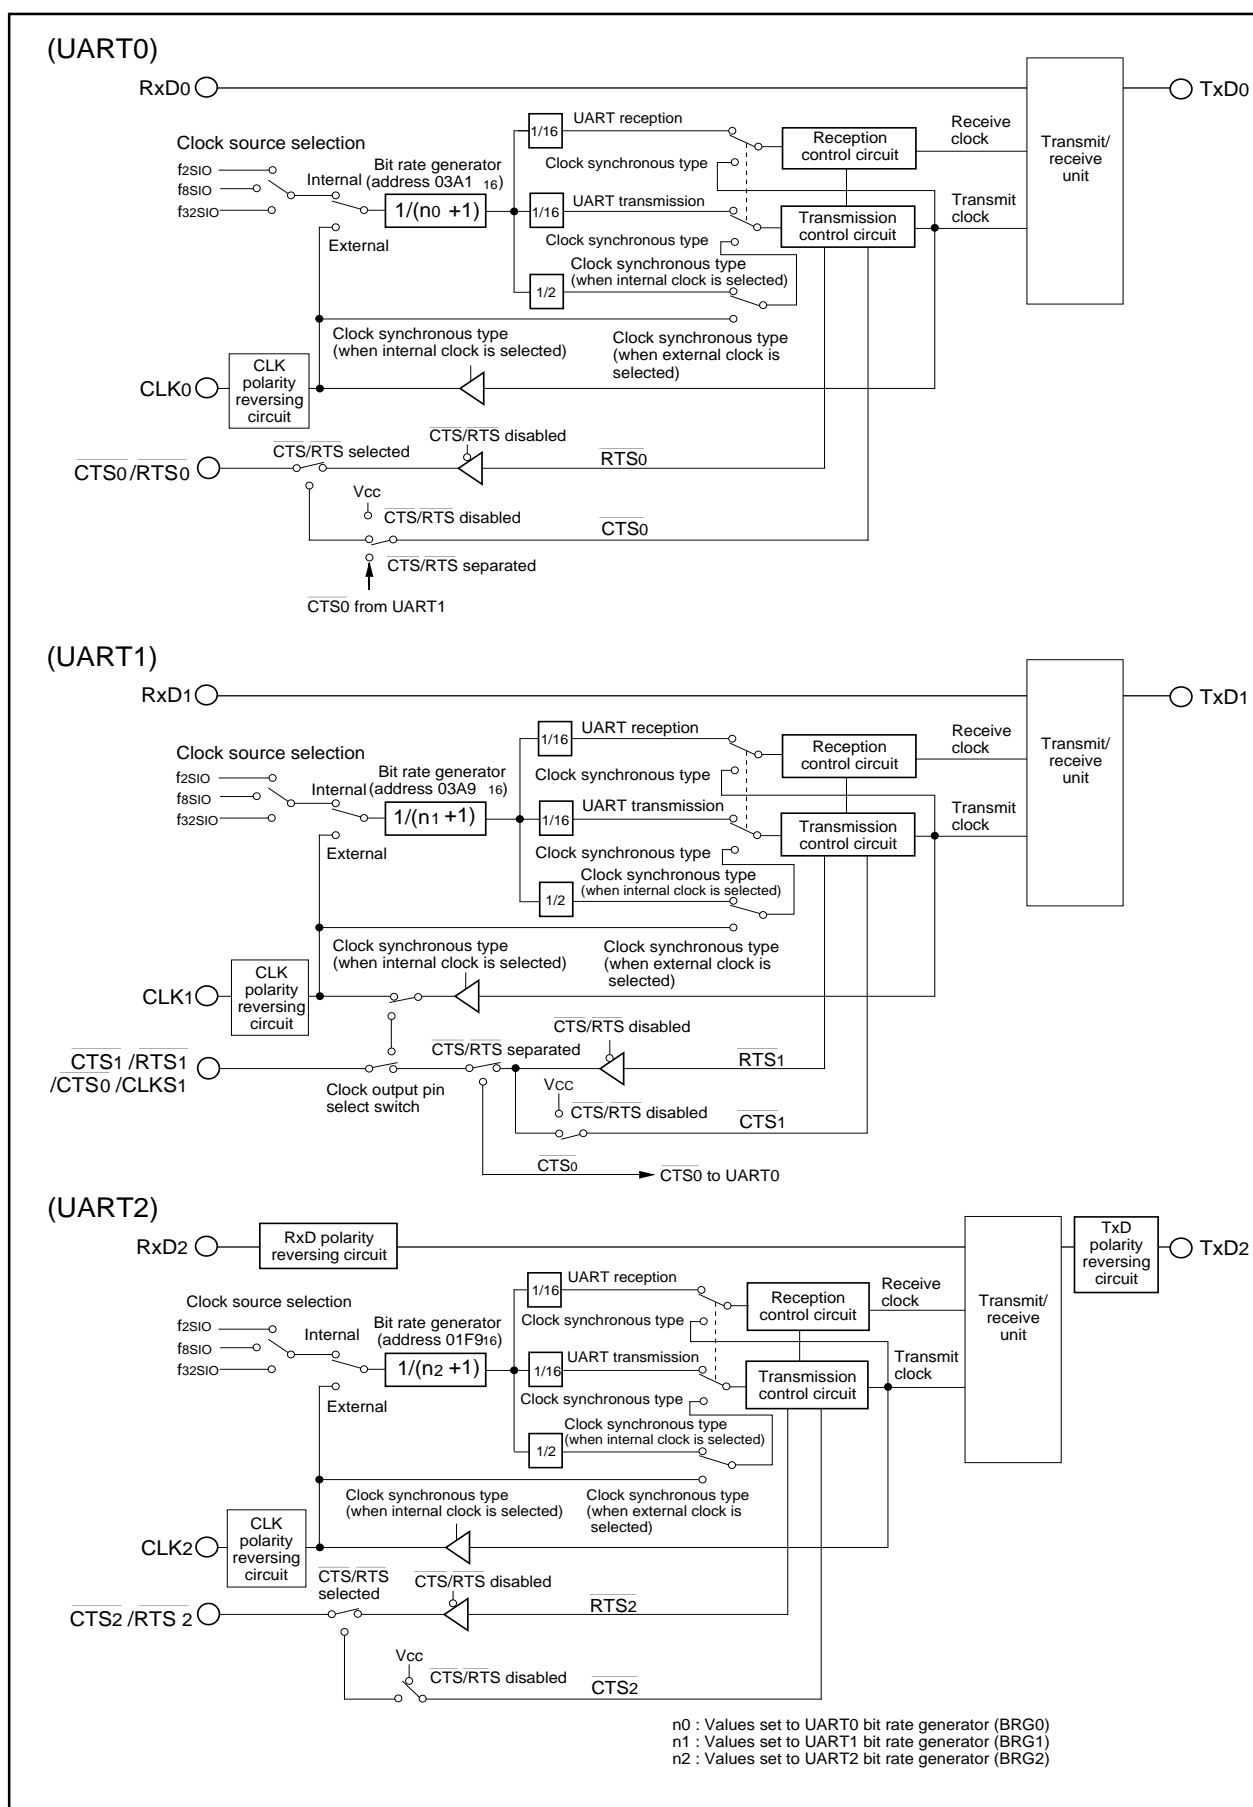 (UART0)
RxD0
TxD0
Clock source selection
f2SIO
f8SIO
f32SIO
Internal
External
Bit rate generator
(address 03A1 16)
1/(n0 +1)
1/16
UART reception
Clock synchronous type
1/16
UART transmission
Clock synchronous type
Clock synchronous type
(when internal clock is selected)
1/2
Reception
control circuit
Transmission
control circuit
Receive
clock
Transmit
clock
Transmit/
receive
unit
Clock synchronous type
(when internal clock is selected)
Clock synchronous type
(when external clock is
selected)
CLK0
CLK
polarity
reversing
circuit
CTS0/RTS0
CTS/RTS selected
CTS/RTS disabled
RTS0
Vcc
CTS/RTS disabled
CTS0
CTS/RTS separated
CTS0 from UART1
(UART1)
RxD1
TxD1
Clock source selection
f2SIO
f8SIO
f32SIO
Internal
External
Bit rate generator
(address 03A9 16)
1/(n1 +1)
1/16
UART reception
Clock synchronous type
1/16
UART transmission
Clock synchronous type
Clock synchronous type
(when internal clock is selected)
1/2
Reception
control circuit
Transmission
control circuit
Receive
clock
Transmit
clock
Transmit/
receive
unit
Clock synchronous type
(when internal clock is selected)
Clock synchronous type
(when external clock is
selected)
CLK1
CLK
polarity
reversing
circuit
CTS1 /RTS1
/CTS0 /CLKS1
Clock output pin
select switch
CTS/RTS separated
CTS/RTS disabled
RTS1
VCC
CTS/RTS disabled
CTS1
CTS0
CTS0 to UART0
(UART2)
RxD2
RxD polarity
reversing circuit
TxD
polarity
reversing
circuit
TxD2
Clock source selection
f2SIO
f8SIO
f32SIO
Internal
External
Bit rate generator
(address 01F916)
1/(n2 +1)
1/16
UART reception
Clock synchronous type
1/16
UART transmission
Clock synchronous type
Clock synchronous type
(when internal clock is selected)
1/2
Reception
control circuit
Transmission
control circuit
Receive
clock
Transmit
clock
Transmit/
receive
unit
Clock synchronous type
(when internal clock is selected)
Clock synchronous type
(when external clock is
selected)
CLK2
CLK
polarity
reversing
circuit
CTS2 /RTS 2
CTS/RTS
selected
CTS/RTS disabled
RTS2
Vcc
CTS/RTS disabled
CTS2
n0 : Values set to UART0 bit rate generator (BRG0)
n1 : Values set to UART1 bit rate generator (BRG1)
n2 : Values set to UART2 bit rate generator (BRG2)